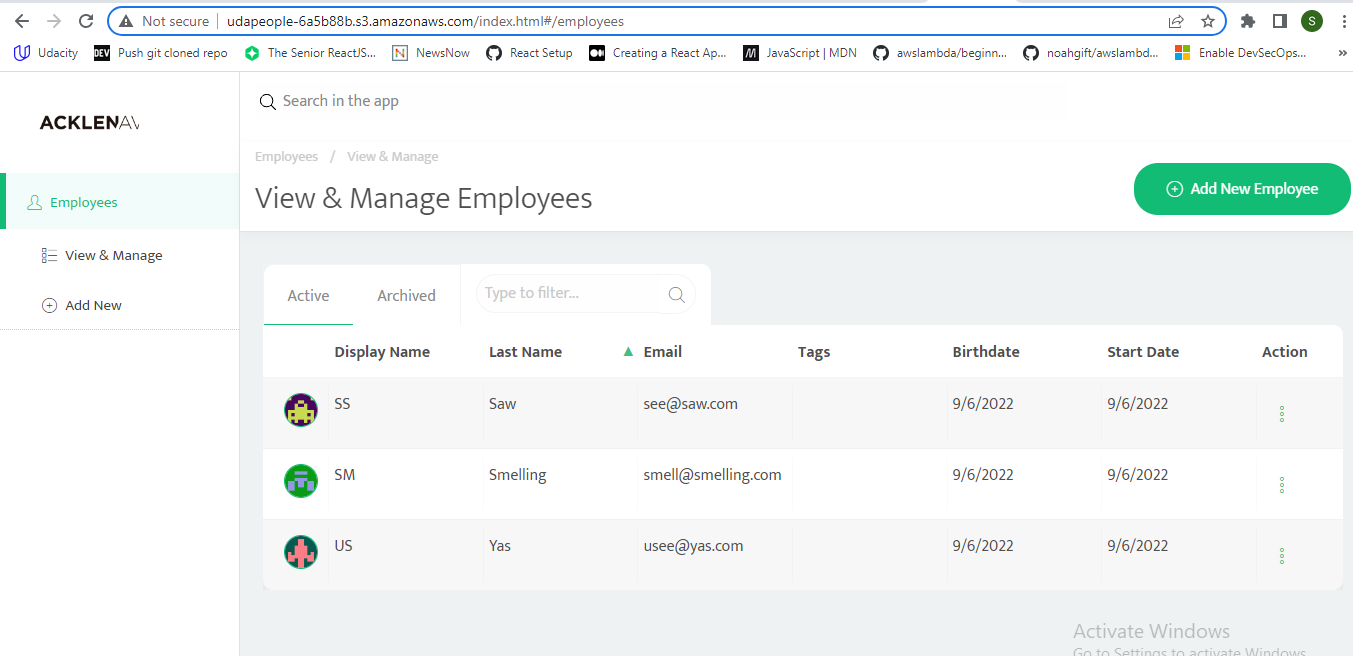 Not secure | udapeople-6a5b88b.s3.amazonaws.com/index.html#/employees S
Udacity DEV Push git cloned repo The Senior ReactJS... N NewsNow React Setup Creating a React Ap... M JavaScript | MDN awslambda/beginn... noahgift/awslambd... Enable DevSecOps... »
ACKLENAV
Employees
View & Manage
Add New
Search in the app
Employees / View & Manage
View & Manage Employees
Add New Employee
Active Archived Type to filter...
Display Name Last Name Email Tags Birthdate Start Date Action
SS Saw see@saw.com 9/6/2022 9/6/2022
SM Smelling smell@smelling.com 9/6/2022 9/6/2022
US Yas usee@yas.com 9/6/2022 9/6/2022
Activate Windows
Go to Settings to activate Windows.